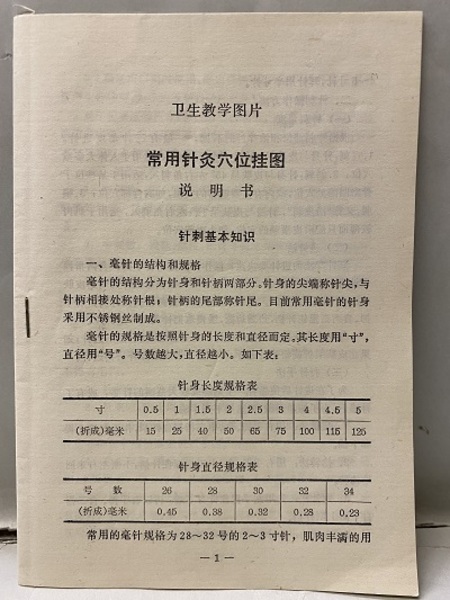 卫生教学图片
常用针灸穴位挂图
说明书
针刺基本知识
一、毫针的结构和规格
毫针的结构分为针身和针柄两部分。针身的尖端称针尖，与
针柄相接处称针根；针柄的尾部称针尾。目前常用毫针的针身
采用不锈钢丝制成。
毫针的规格是按照针身的长度和直径而定。其长度用“寸”，
直径用“号”。号数越大，直径越小。如下表：
针身长度规格表
寸 0.5 1 1.5 2 2.5 3 4 4.5 5
(折成)毫米 15 25 40 50 65 75 100 115 125
针身直径规格表
号数 26 28 30 32 34
(折成)毫米 0.45 0.38 0.32 0.28 0.23
常用的毫针规格为28～32号的2～3寸针，肌肉丰满的用
— 1 —